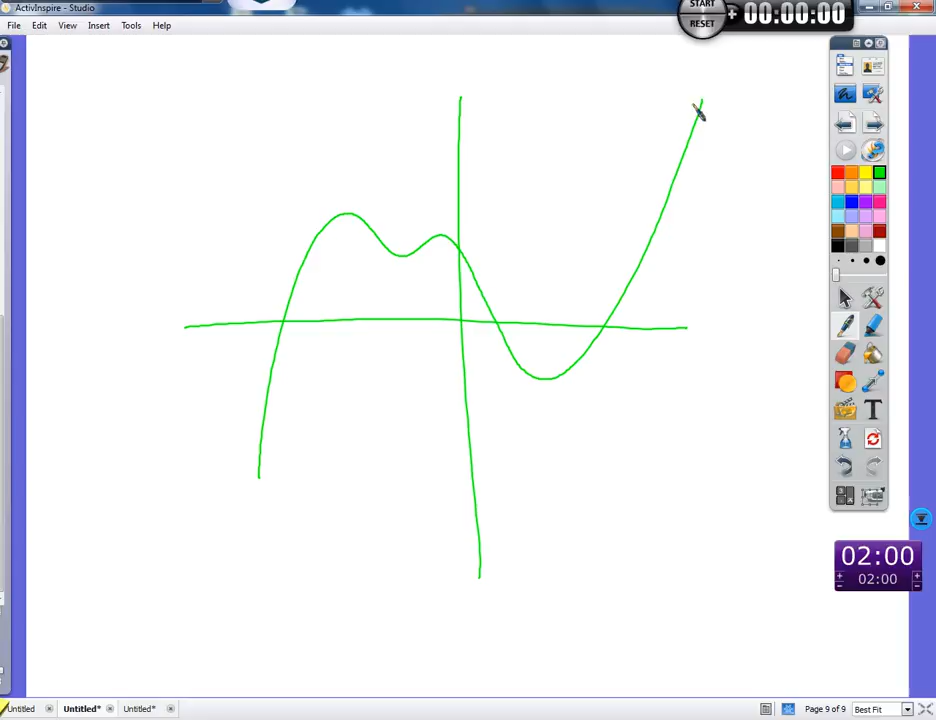 ActivInspire - Studio
START
RESET
00:00:00
File Edit View Insert Tools Help
T
02:00
02:00
Untitled Untitled* Untitled*
Page 9 of 9 Best Fit